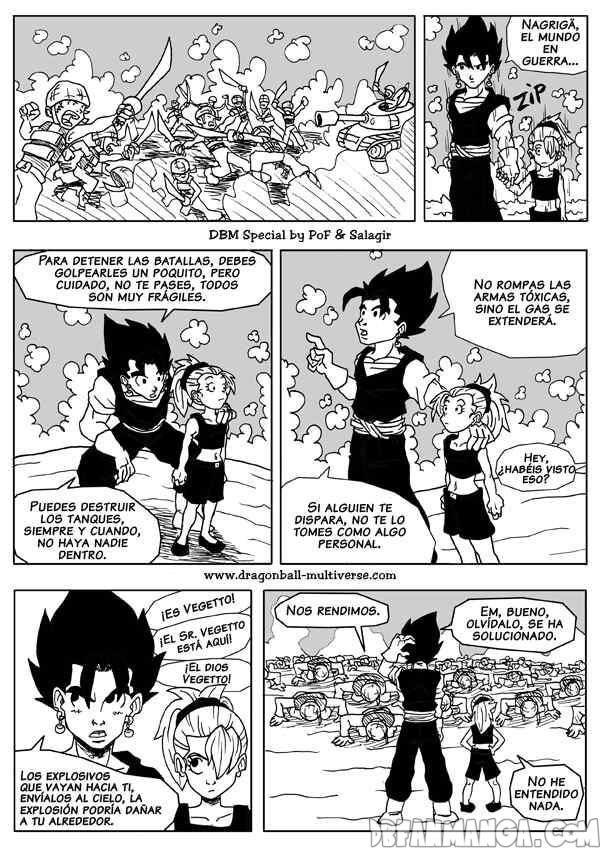 NAGRIGÄ,
EL MUNDO
EN
GUERRA...
ZIP
DBM Special by PoF & Salagir
PARA DETENER LAS BATALLAS, DEBES
GOLPEARLES UN POQUITO, PERO
CUIDADO, NO TE PASES, TODOS
SON MUY FRÁGILES.
PUEDES DESTRUIR
LOS TANQUES,
SIEMPRE Y CUANDO,
NO HAYA NADIE
DENTRO.
NO ROMPAS LAS
ARMAS TÓXICAS,
SINO EL GAS SE
EXTENDERÁ.
HEY,
¿HABÉIS VISTO
ESO?
SI ALGUIEN TE
DISPARA, NO TE LO
TOMES COMO ALGO
PERSONAL.
www.dragonball-multiverse.com
¡ES VEGETTO!
¡EL SR. VEGETTO
ESTÁ AQUÍ!
¡EL DIOS
VEGETTO!
LOS EXPLOSIVOS
QUE VAYAN HACIA TI,
ENVÍALOS AL CIELO, LA
EXPLOSIÓN PODRÍA DAÑAR
A TU ALREDEDOR.
NOS RENDIMOS.
EM, BUENO,
OLVÍDALO, SE HA
SOLUCIONADO.
NO HE
ENTENDIDO
NADA.
DBFANMANGA.COM